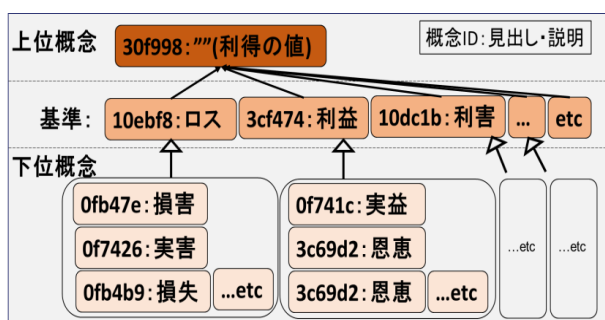 上位概念
30f998:””(利得の値)
概念ID:見出し・説明
基準:
10ebf8:ロス
3cf474:利益
10dc1b:利害
...
etc
下位概念
0fb47e:損害
0f7426:実害
0fb4b9:損失
...etc
0f741c:実益
3c69d2:恩恵
3c69d2:恩恵
...etc
...etc
...etc